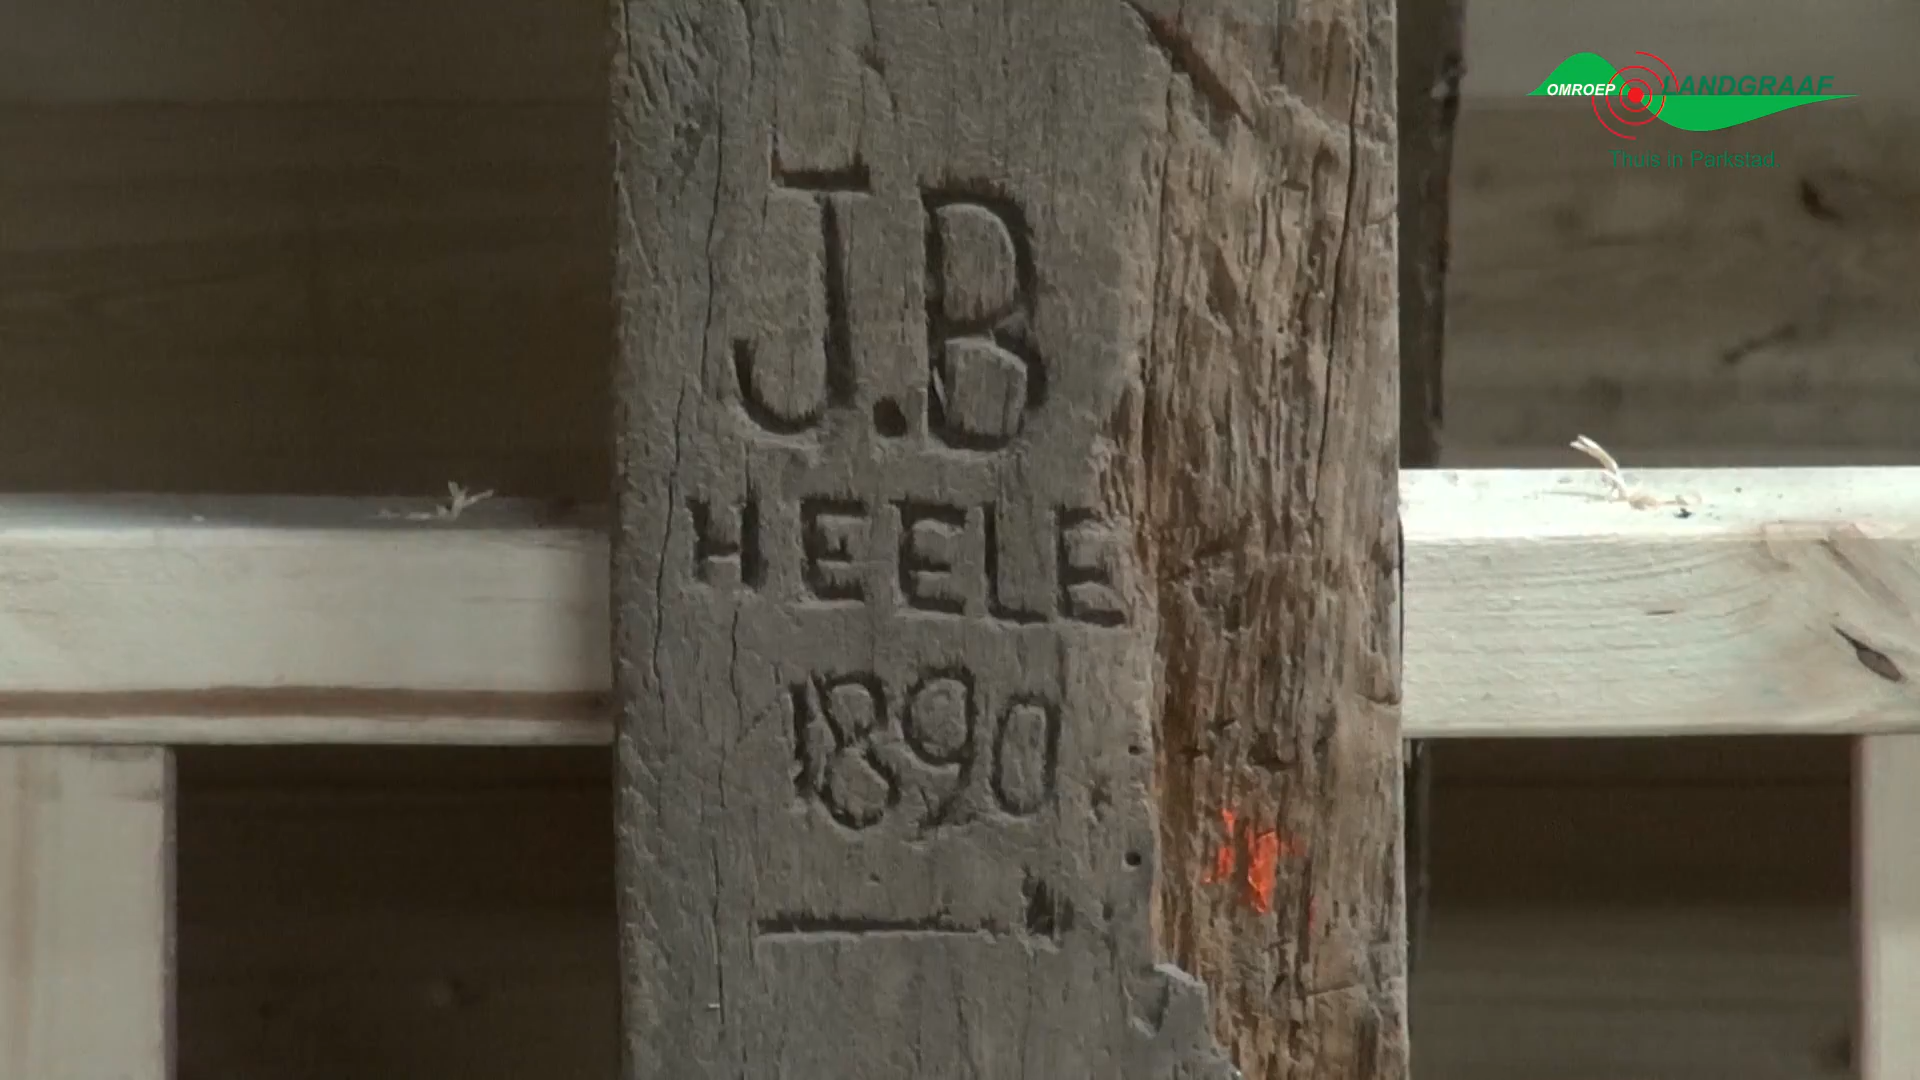 J.B
HEELE
1890
OMROEP LANDGRAAF
Thuis in Parkstad